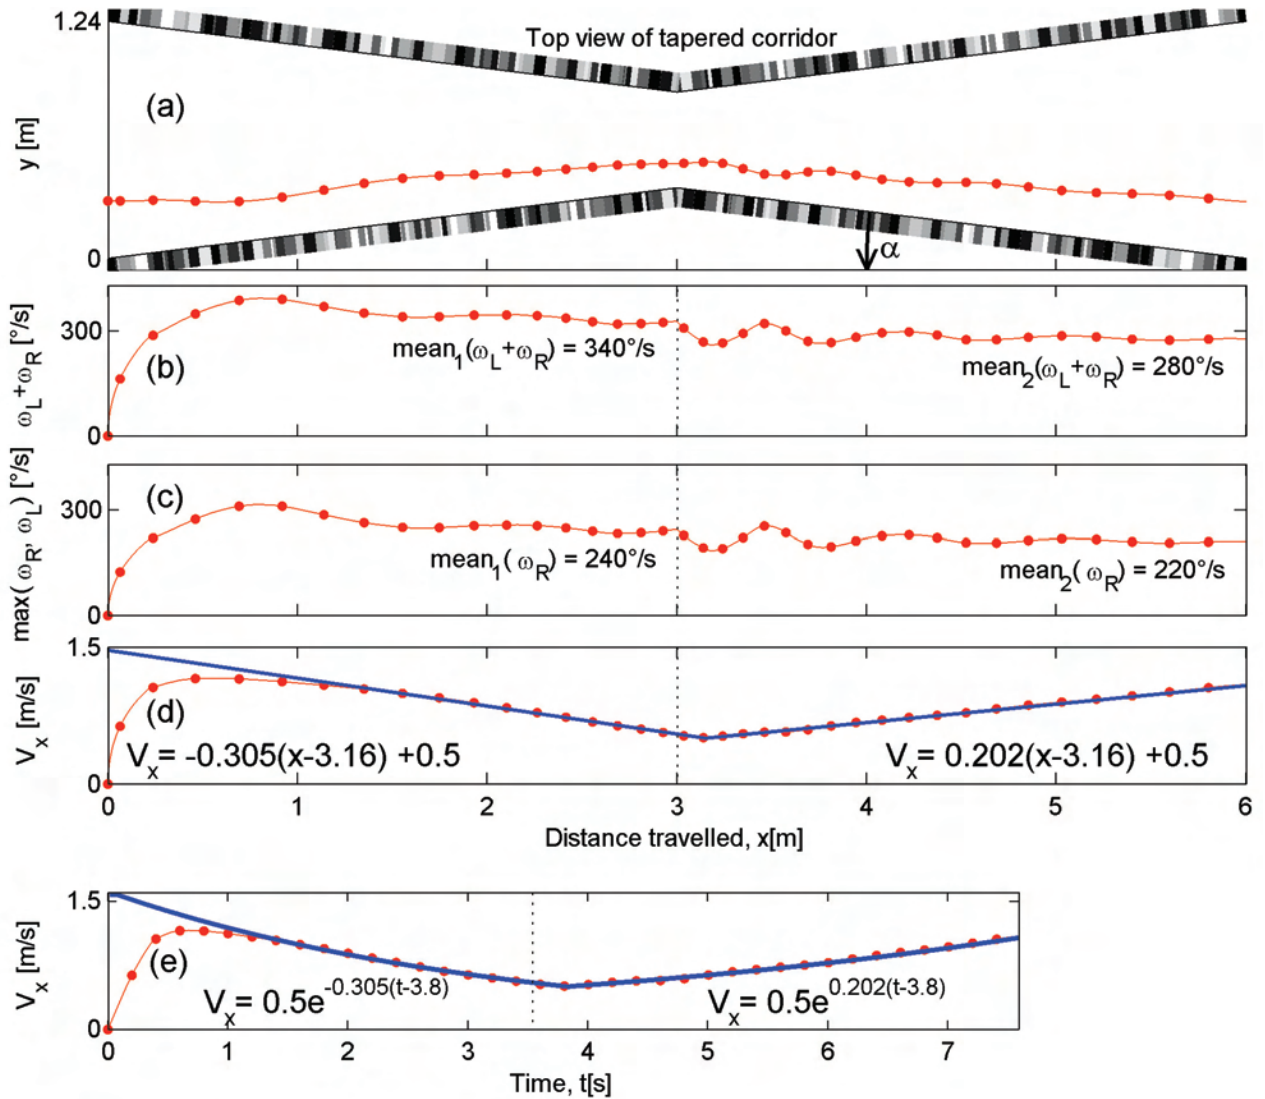 1.24
Top view of tapered corridor
(a)
y [m]
0
α
ω_L+ω_R [°/s]
300
(b)
mean_1(ω_L+ω_R) = 340°/s
mean_2(ω_L+ω_R) = 280°/s
0
max(ω_R, ω_L) [°/s]
(c)
300
mean_1(ω_R) = 240°/s
mean_2(ω_R) = 220°/s
0
1.5
V_x [m/s]
(d)
V_x= -0.305(x-3.16) +0.5
V_x= 0.202(x-3.16) +0.5
0
0 1 2 3 4 5 6
Distance travelled, x[m]
1.5
V_x [m/s]
(e)
V_x= 0.5e^-0.305(t-3.8)
V_x= 0.5e^0.202(t-3.8)
0
0 1 2 3 4 5 6 7
Time, t[s]